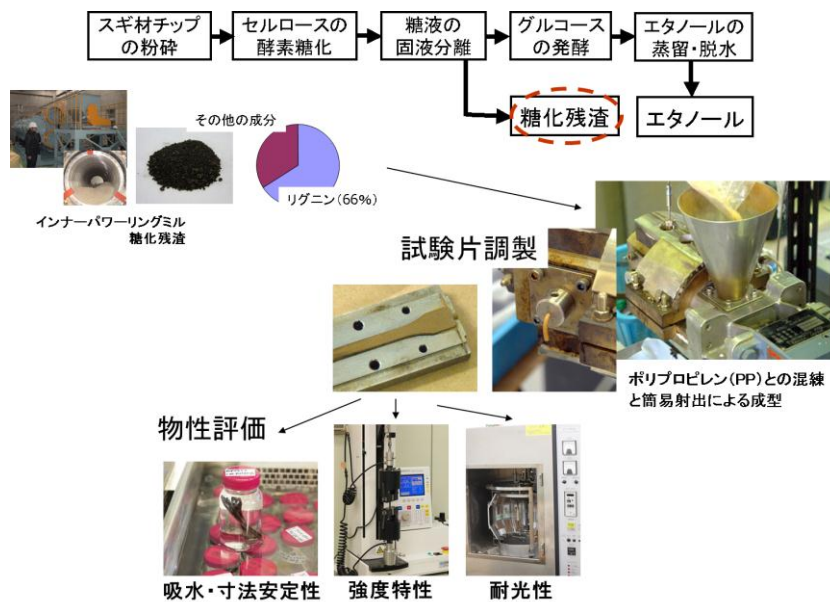 スギ材チップ
の粉砕
セルロースの
酵素糖化
糖液の
固液分離
グルコース
の発酵
エタノールの
蒸留・脱水
糖化残渣
エタノール
その他の成分
リグニン(66%)
インナーパワーリングミル
糖化残渣
試験片調製
ポリプロピレン(PP)との混練
と簡易射出による成型
物性評価
吸水・寸法安定性
強度特性
耐光性